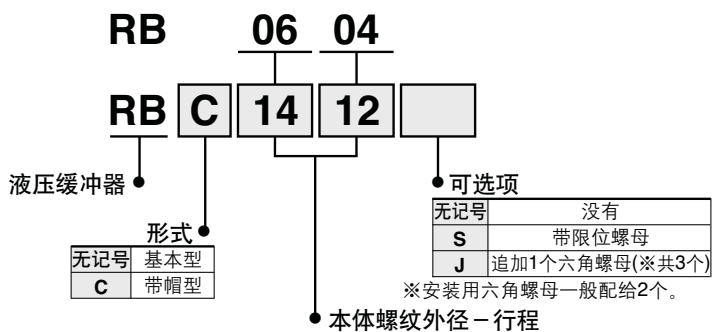 RB 06 04
RB C 14 12
液压缓冲器
可选项
无记号 没有
S 带限位螺母
J 追加1个六角螺母(※共3个)
※安装用六角螺母一般配给2个。
形式
无记号 基本型
C 带帽型
本体螺纹外径－行程